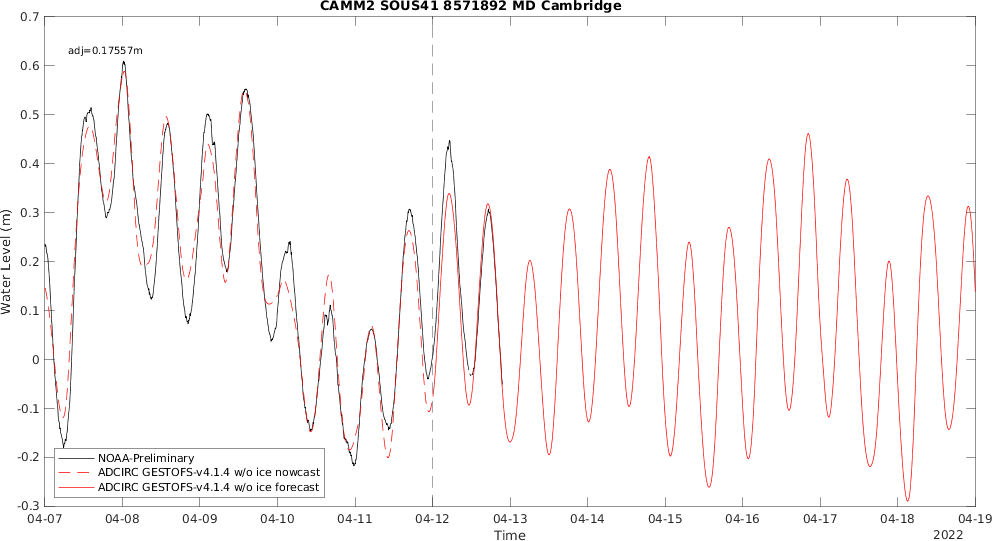 CAMM2 SOUS41 8571892 MD Cambridge
0.7
0.6
0.5
0.4
0.3
0.2
0.1
0
-0.1
-0.2
-0.3
Water Level (m)
adj=0.17557m
NOAA-Preliminary
ADCIRC GESTOFS-v4.1.4 w/o ice nowcast
ADCIRC GESTOFS-v4.1.4 w/o ice forecast
04-07 04-08 04-09 04-10 04-11 04-12 04-13 04-14 04-15 04-16 04-17 04-18 04-19
Time
2022